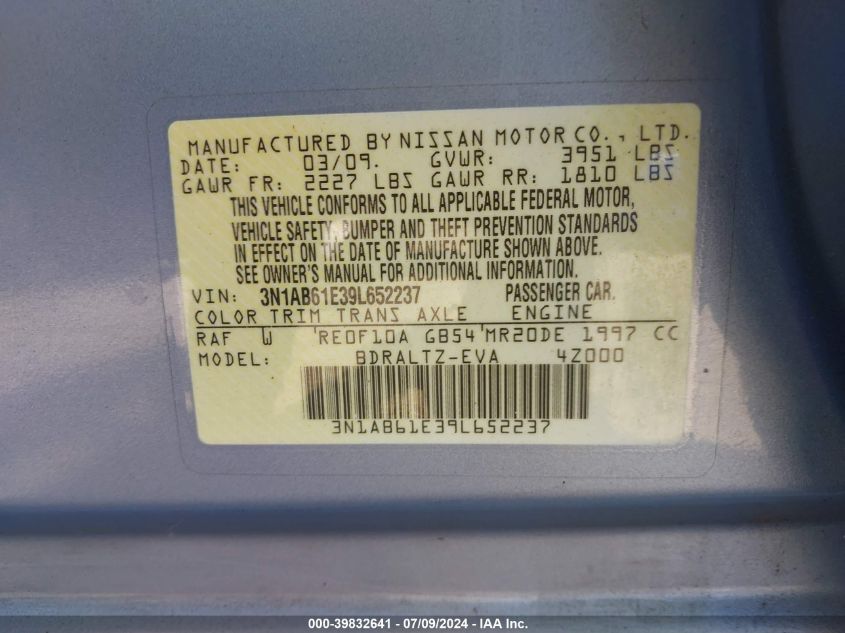 MANUFACTURED BY NISSAN MOTOR CO., LTD.
DATE: 03/09. GVWR: 3951 LBS
GAWR FR: 2227 LBS GAWR RR: 1810 LBS
THIS VEHICLE CONFORMS TO ALL APPLICABLE FEDERAL MOTOR,
VEHICLE SAFETY, BUMPER AND THEFT PREVENTION STANDARDS
IN EFFECT ON THE DATE OF MANUFACTURE SHOWN ABOVE.
SEE OWNER'S MANUAL FOR ADDITIONAL INFORMATION.
VIN: 3N1AB61E39L652237 PASSENGER CAR.
COLOR TRIM TRANS AXLE ENGINE
RAF W 'RE0F10A GB54'MR20DE 1997 CC
MODEL: BDRALTZ-EVA 4Z000
3N1AB61E39L652237
000-39832641 - 07/09/2024 - IAA Inc.